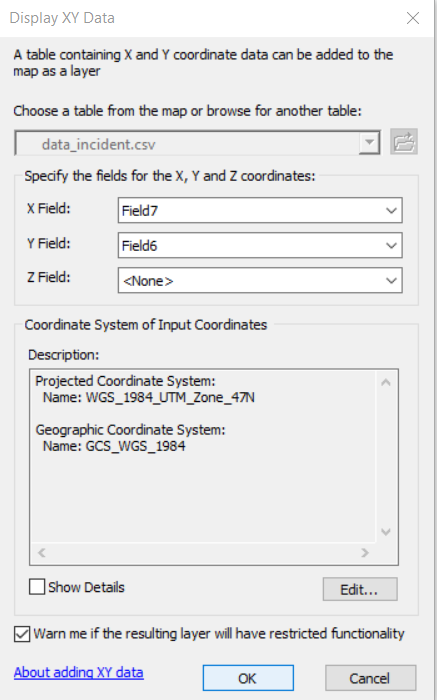 Display XY Data
A table containing X and Y coordinate data can be added to the
map as a layer
Choose a table from the map or browse for another table:
data_incident.csv
Specify the fields for the X, Y and Z coordinates:
X Field: Field7
Y Field: Field6
Z Field: <None>
Coordinate System of Input Coordinates
Description:
Projected Coordinate System:
Name: WGS_1984_UTM_Zone_47N
Geographic Coordinate System:
Name: GCS_WGS_1984
Show Details Edit...
Warn me if the resulting layer will have restricted functionality
About adding XY data OK Cancel